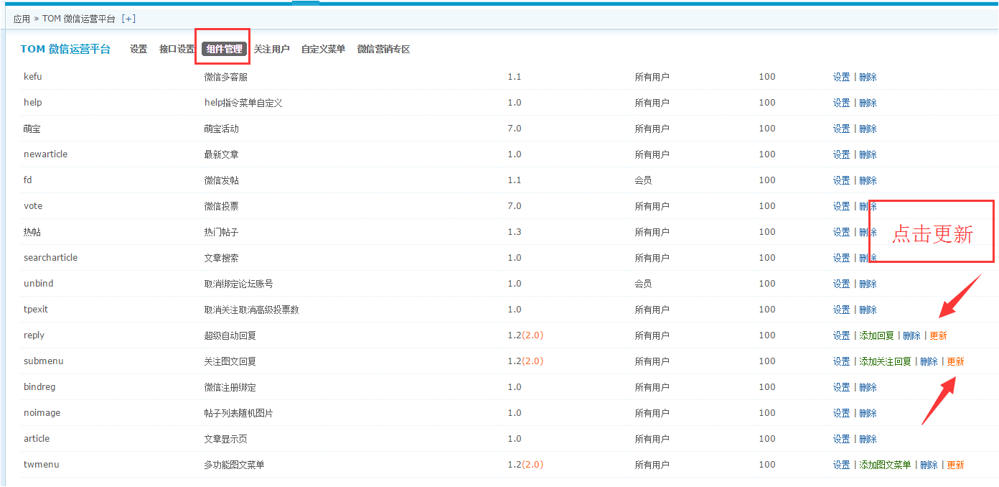 应用 » TOM 微信运营平台 [+]
TOM 微信运营平台 设置 接口设置 组件管理 关注用户 自定义菜单 微信营销专区
kefu 微信多客服 1.1 所有用户 100 设置 | 删除
help help指令菜单自定义 1.0 所有用户 100 设置 | 删除
萌宝 萌宝活动 7.0 所有用户 100 设置 | 删除
newarticle 最新文章 1.0 所有用户 100 设置 | 删除
fd 微信发帖 1.1 会员 100 设置 | 删除
vote 微信投票 7.0 所有用户 100 设置 | 删除
热帖 热门帖子 1.3 所有用户 100 设置 | 删除
点击更新
searcharticle 文章搜索 1.0 所有用户 100 设置 | 删除
unbind 取消绑定论坛账号 1.0 会员 100 设置 | 删除
tpexit 取消关注取消高级投票数 1.0 所有用户 100 设置 | 删除
reply 超级自动回复 1.2(2.0) 所有用户 100 设置 | 添加回复 | 删除 | 更新
submenu 关注图文回复 1.2(2.0) 所有用户 100 设置 | 添加关注回复 | 删除 | 更新
bindreg 微信注册绑定 1.0 所有用户 100 设置 | 删除
noimage 帖子列表随机图片 1.0 所有用户 100 设置 | 删除
article 文章显示页 1.0 所有用户 100 设置 | 删除
twmenu 多功能图文菜单 1.2(2.0) 所有用户 100 设置 | 添加图文菜单 | 删除 | 更新